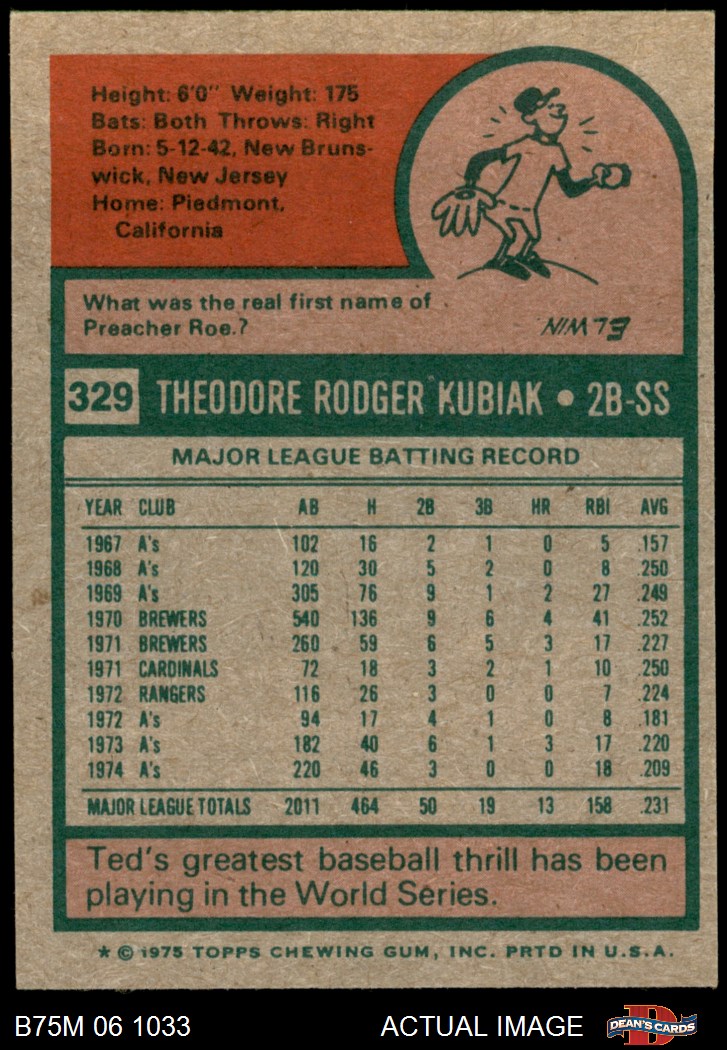 Height: 6'0" Weight: 175
Bats: Both Throws: Right
Born: 5-12-42, New Bruns-
wick, New Jersey
Home: Piedmont,
California
What was the real first name of
Preacher Roe.?
ELWIN
329 THEODORE RODGER KUBIAK • 2B-SS
MAJOR LEAGUE BATTING RECORD
YEAR CLUB AB H 2B 3B HR RBI AVG
1967 A's 102 16 2 1 0 5 .157
1968 A's 120 30 5 2 0 8 .250
1969 A's 305 76 9 1 2 27 .249
1970 BREWERS 540 136 9 6 4 41 .252
1971 BREWERS 260 59 6 5 3 17 .227
1971 CARDINALS 72 18 3 2 1 10 .250
1972 RANGERS 116 26 3 0 0 7 .224
1972 A's 94 17 4 1 0 8 .181
1973 A's 182 40 6 1 3 17 .220
1974 A's 220 46 3 0 0 18 .209
MAJOR LEAGUE TOTALS 2011 464 50 19 13 158 .231
Ted's greatest baseball thrill has been
playing in the World Series.
* © 1975 TOPPS CHEWING GUM, INC. PRTD IN U.S.A.
B75M 06 1033 ACTUAL IMAGE DEAN'S CARDS